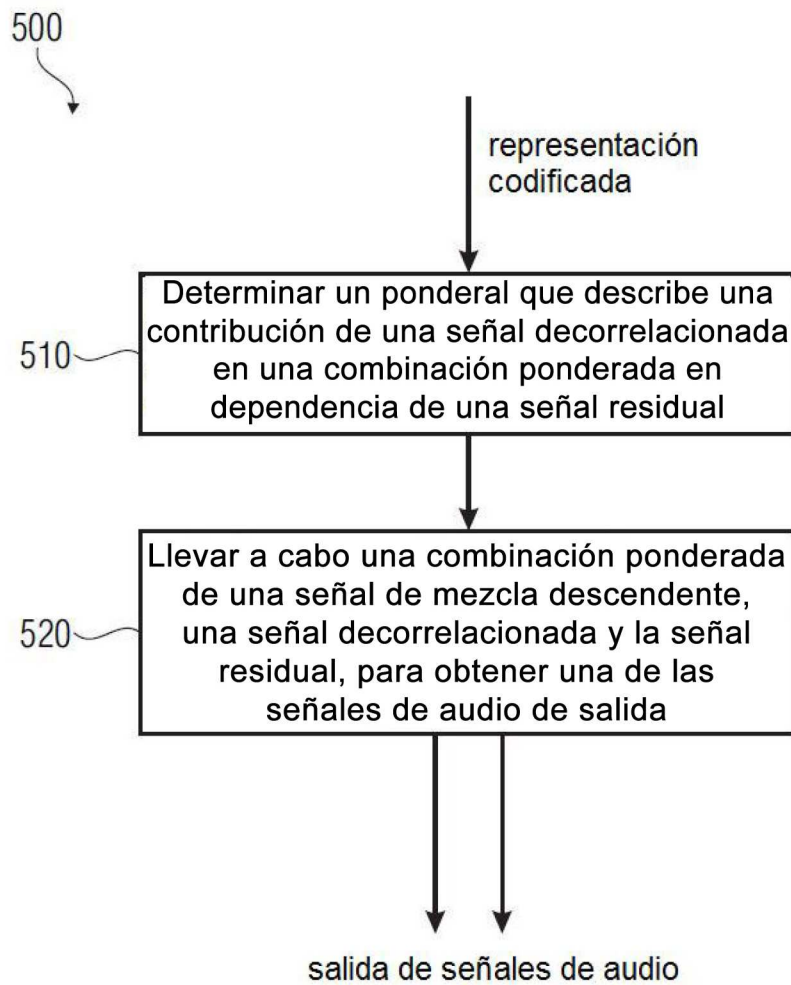 500
representación
codificada
510
Determinar un ponderal que describe una
contribución de una señal decorrelacionada
en una combinación ponderada en
dependencia de una señal residual
520
Llevar a cabo una combinación ponderada
de una señal de mezcla descendente,
una señal decorrelacionada y la señal
residual, para obtener una de las
señales de audio de salida
salida de señales de audio